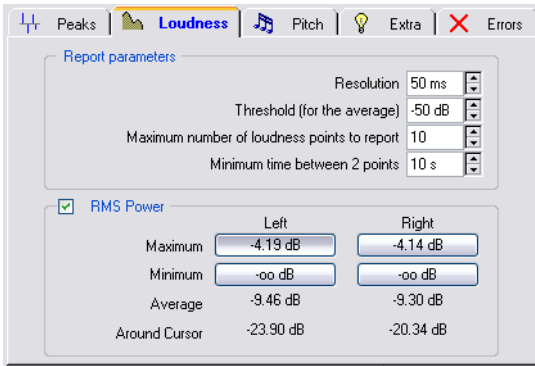 Peaks Loudness Pitch Extra Errors
Report parameters
Resolution 50 ms
Threshold (for the average) -50 dB
Maximum number of loudness points to report 10
Minimum time between 2 points 10 s
RMS Power
Left Right
Maximum -4.19 dB -4.14 dB
Minimum -oo dB -oo dB
Average -9.46 dB -9.30 dB
Around Cursor -23.90 dB -20.34 dB